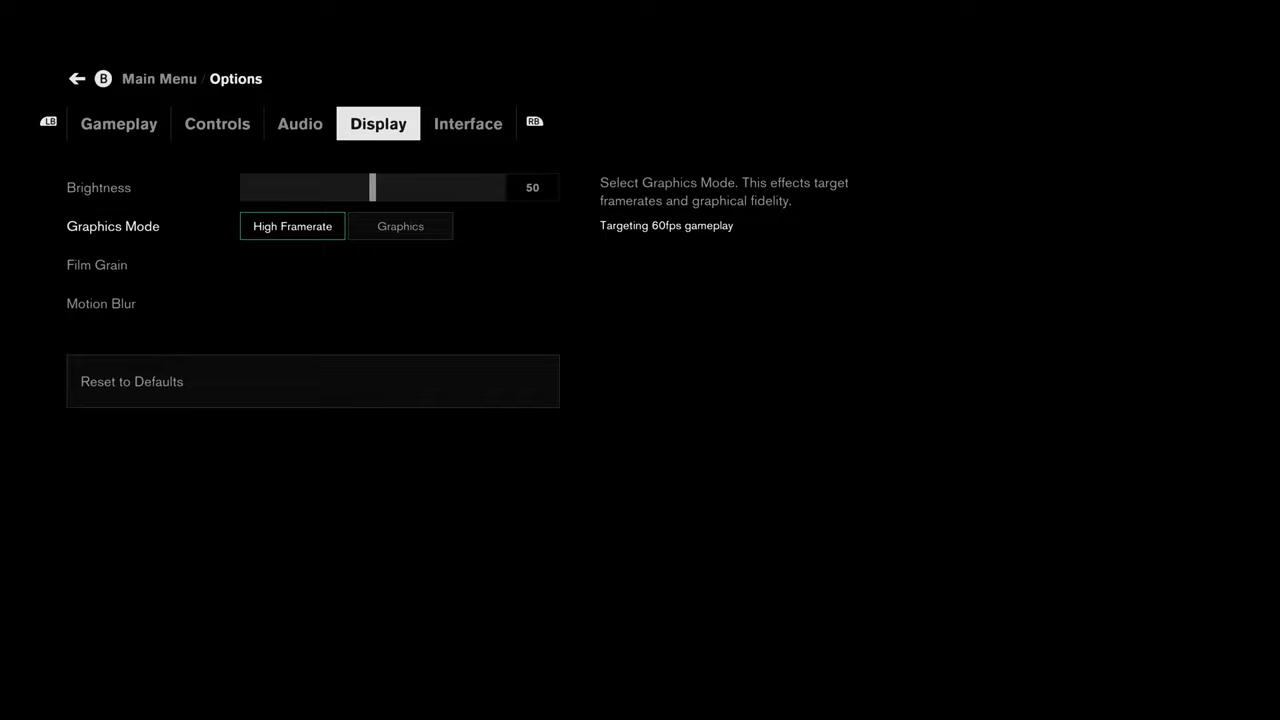 B Main Menu / Options
LB Gameplay Controls Audio Display Interface RB
Brightness 50
Graphics Mode High Framerate Graphics
Film Grain
Motion Blur
Reset to Defaults
Select Graphics Mode. This effects target
framerates and graphical fidelity.
Targeting 60fps gameplay